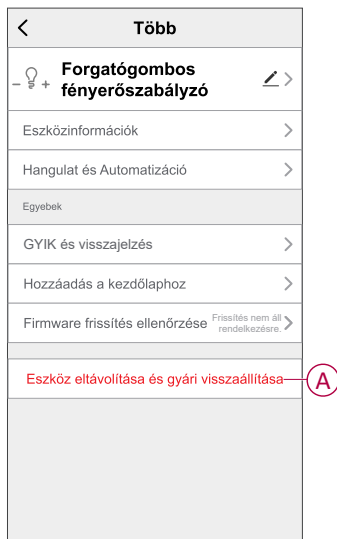 Több
Forgatógombos
fényerőszabályzó
Eszközinformációk
Hangulat és Automatizáció
Egyebek
GYIK és visszajelzés
Hozzáadás a kezdőlaphoz
Firmware frissítés ellenőrzése
Frissítés nem áll
rendelkezésre.
Eszköz eltávolítása és gyári visszaállítása
A